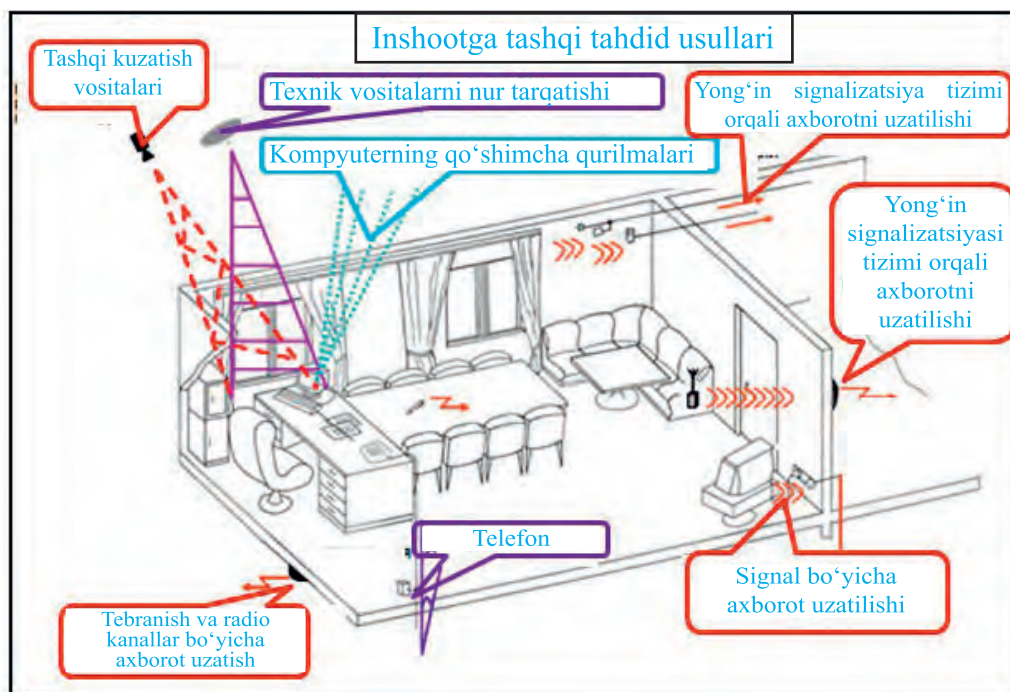 Inshootga tashqi tahdid usullari
Tashqi kuzatish
vositalari
Texnik vositalarni nur tarqatishi
Yong‘in signalizatsiya tizimi
orqali axborotni uzatilishi
Kompyuterning qo‘shimcha qurilmalari
Yong‘in
signalizatsiyasi
tizimi orqali
axborotni
uzatilishi
Telefon
Signal bo‘yicha
axborot uzatilishi
Tebranish va radio
kanallar bo‘yicha
axborot uzatish